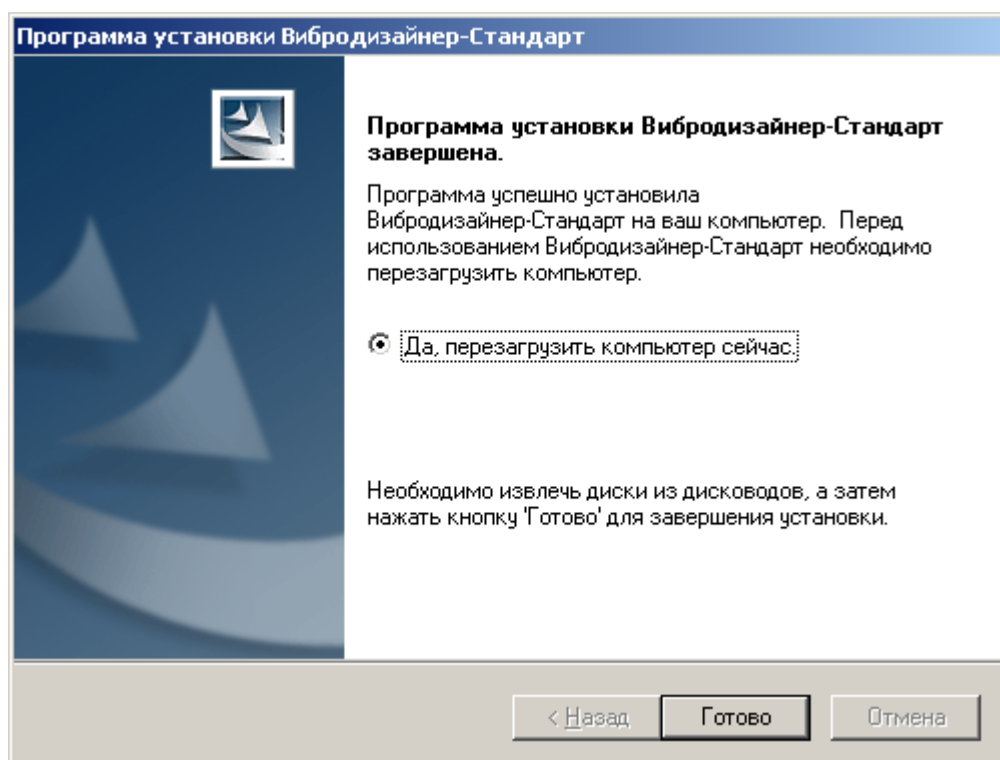 Программа установки Вибродизайнер-Стандарт
Программа установки Вибродизайнер-Стандарт
завершена.
Программа успешно установила
Вибродизайнер-Стандарт на ваш компьютер.  Перед
использованием Вибродизайнер-Стандарт необходимо
перезагрузить компьютер.
Да, перезагрузить компьютер сейчас.
Необходимо извлечь диски из дисководов, а затем
нажать кнопку 'Готово' для завершения установки.
< Назад
Готово
Отмена